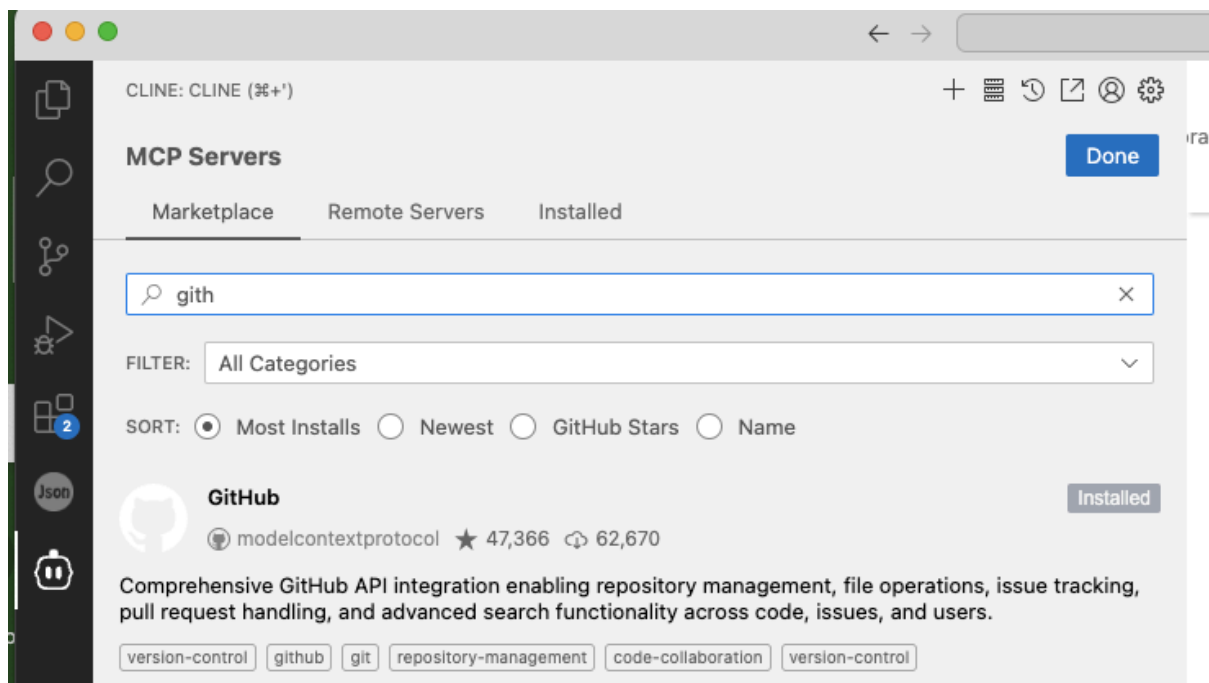 CLINE: CLINE (⌘+')
MCP Servers
Done
Marketplace Remote Servers Installed
gith
FILTER: All Categories
2
SORT: Most Installs Newest GitHub Stars Name
Json
GitHub
Installed
modelcontextprotocol ★ 47,366 62,670
Comprehensive GitHub API integration enabling repository management, file operations, issue tracking,
pull request handling, and advanced search functionality across code, issues, and users.
version-control github git repository-management code-collaboration version-control